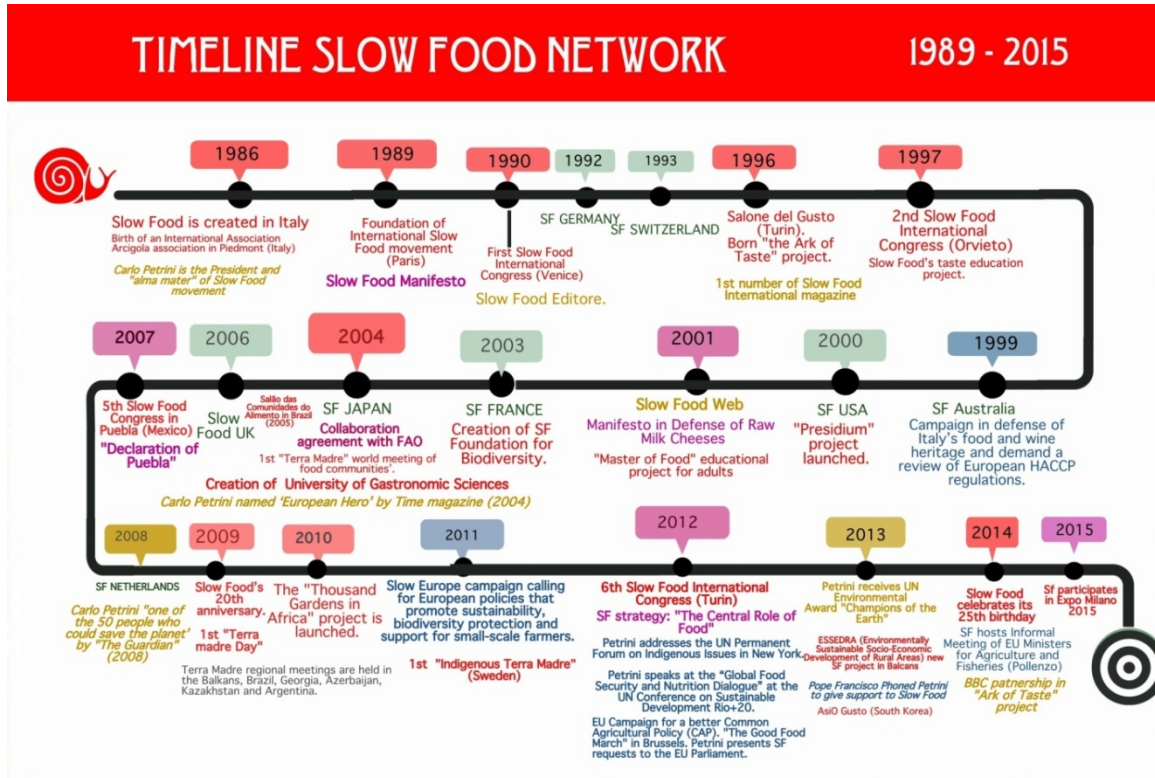 TIMELINE SLOW FOOD NETWORK
1989 - 2015
1986
Slow Food is created in Italy
Birth of an International Association
Arcigola association in Piedmont (Italy)
Carlo Petrini is the President and
"alma mater" of Slow Food
movement
1989
Foundation of
International Slow
Food movement
(Paris)
Slow Food Manifesto
1990
First Slow Food
International
Congress (Venice)
Slow Food Editore.
1992
SF GERMANY
1993
SF SWITZERLAND
1996
Salone del Gusto
(Turin).
Born "the Ark of
Taste" project.
1st number of Slow Food
International magazine
1997
2nd Slow Food
International
Congress (Orvieto)
Slow Food's taste education
project.
1999
SF Australia
Campaign in defense of
Italy's food and wine
heritage and demand a
review of European HACCP
regulations.
2000
SF USA
"Presidium"
project
launched.
2001
Slow Food Web
Manifesto in Defense of Raw
Milk Cheeses
"Master of Food" educational
project for adults
2003
SF FRANCE
Creation of SF
Foundation for
Biodiversity.
2004
SF JAPAN
Collaboration
agreement with FAO
1st "Terra Madre" world meeting of
food communities'.
Creation of University of Gastronomic Sciences
Carlo Petrini named 'European Hero' by Time magazine (2004)
Salão das
Comunidades do
Alimento in Brazil
(2005)
2006
Slow
Food UK
2007
5th Slow Food
Congress in
Puebla (Mexico)
"Declaration of
Puebla"
2008
SF NETHERLANDS
Carlo Petrini "one of
the 50 people who
could save the planet'
by "The Guardian"
(2008)
2009
Slow Food's
20th
anniversary.
1st "Terra
madre Day"
Terra Madre regional meetings are held in
the Balkans, Brazil, Georgia, Azerbaijan,
Kazakhstan and Argentina.
2010
The "Thousand
Gardens in
Africa" project is
launched.
2011
Slow Europe campaign calling
for European policies that
promote sustainability,
biodiversity protection and
support for small-scale farmers.
1st "Indigenous Terra Madre"
(Sweden)
2012
6th Slow Food International
Congress (Turin)
SF strategy: "The Central Role of
Food"
Petrini addresses the UN Permanent
Forum on Indigenous Issues in New York.
Petrini speaks at the "Global Food
Security and Nutrition Dialogue" at the
UN Conference on Sustainable
Development Rio+20.
EU Campaign for a better Common
Agricultural Policy (CAP). "The Good Food
March" in Brussels. Petrini presents SF
requests to the EU Parliament.
2013
Petrini receives UN
Environmental
Award "Champions of the
Earth"
ESSEDRA (Environmentally
Sustainable Socio-Economic
Development of Rural Areas) new
SF project in Balcans
Pope Francisco Phoned Petrini
to give support to Slow Food
AsiO Gusto (South Korea)
2014
Slow Food
celebrates its
25th birthday
SF hosts Informal
Meeting of EU Ministers
for Agriculture and
Fisheries (Pollenzo)
BBC patnership in
"Ark of Taste"
project
2015
Sf participates
in Expo Milano
2015